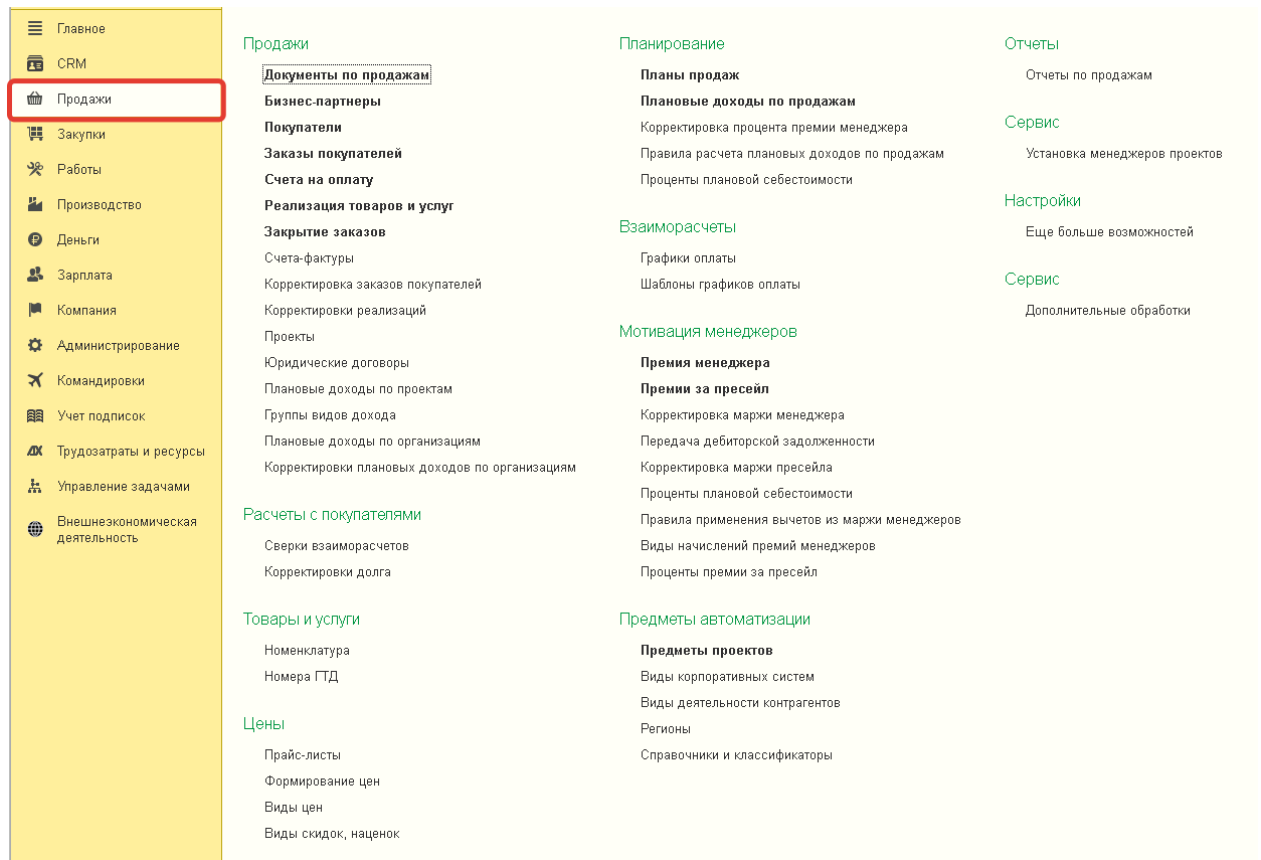 Главное
CRM
Продажи
Закупки
Работы
Производство
Деньги
Зарплата
Компания
Администрирование
Командировки
Учет подписок
Трудозатраты и ресурсы
Управление задачами
Внешнеэкономическая
деятельность
Продажи
Документы по продажам
Бизнес-партнеры
Покупатели
Заказы покупателей
Счета на оплату
Реализация товаров и услуг
Закрытие заказов
Счета-фактуры
Корректировка заказов покупателей
Корректировки реализаций
Проекты
Юридические договоры
Плановые доходы по проектам
Группы видов дохода
Плановые доходы по организациям
Корректировки плановых доходов по организациям
Расчеты с покупателями
Сверки взаиморасчетов
Корректировки долга
Товары и услуги
Номенклатура
Номера ГТД
Цены
Прайс-листы
Формирование цен
Виды цен
Виды скидок, наценок
Планирование
Планы продаж
Плановые доходы по продажам
Корректировка процента премии менеджера
Правила расчета плановых доходов по продажам
Проценты плановой себестоимости
Взаиморасчеты
Графики оплаты
Шаблоны графиков оплаты
Мотивация менеджеров
Премия менеджера
Премии за пресейл
Корректировка маржи менеджера
Передача дебиторской задолженности
Корректировка маржи пресейла
Проценты плановой себестоимости
Правила применения вычетов из маржи менеджеров
Виды начислений премий менеджеров
Проценты премии за пресейл
Предметы автоматизации
Предметы проектов
Виды корпоративных систем
Виды деятельности контрагентов
Регионы
Справочники и классификаторы
Отчеты
Отчеты по продажам
Сервис
Установка менеджеров проектов
Настройки
Еще больше возможностей
Сервис
Дополнительные обработки